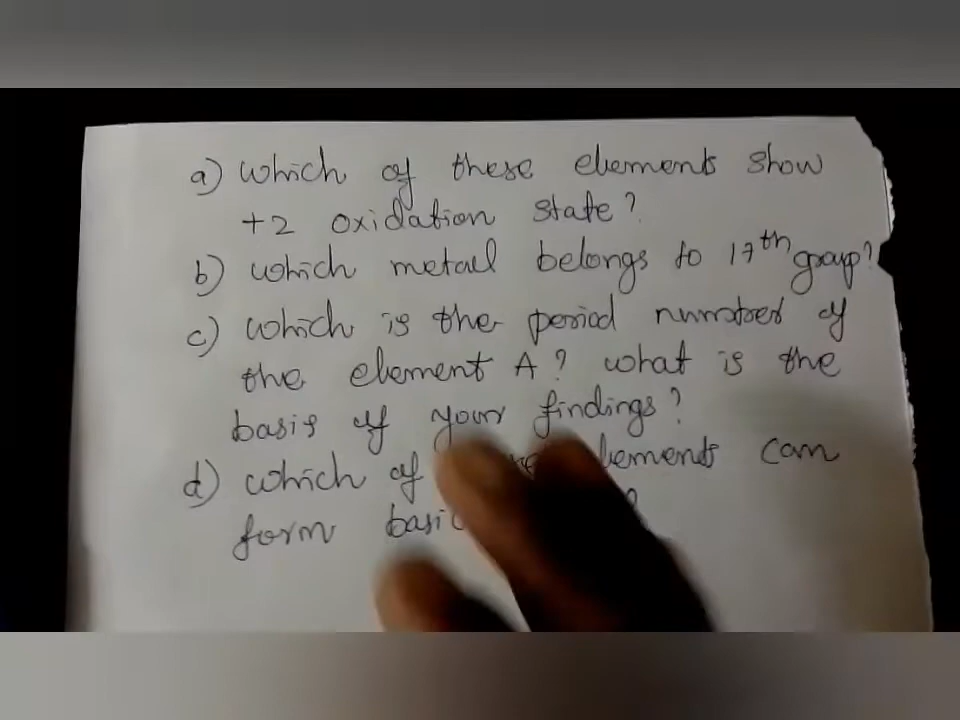 a) which of these elements show
+2 oxidation state?
b) which metal belongs to 17th group?
c) which is the period number of
the element A? what is the
basis of your findings?
d) which of elements can
form basic ?